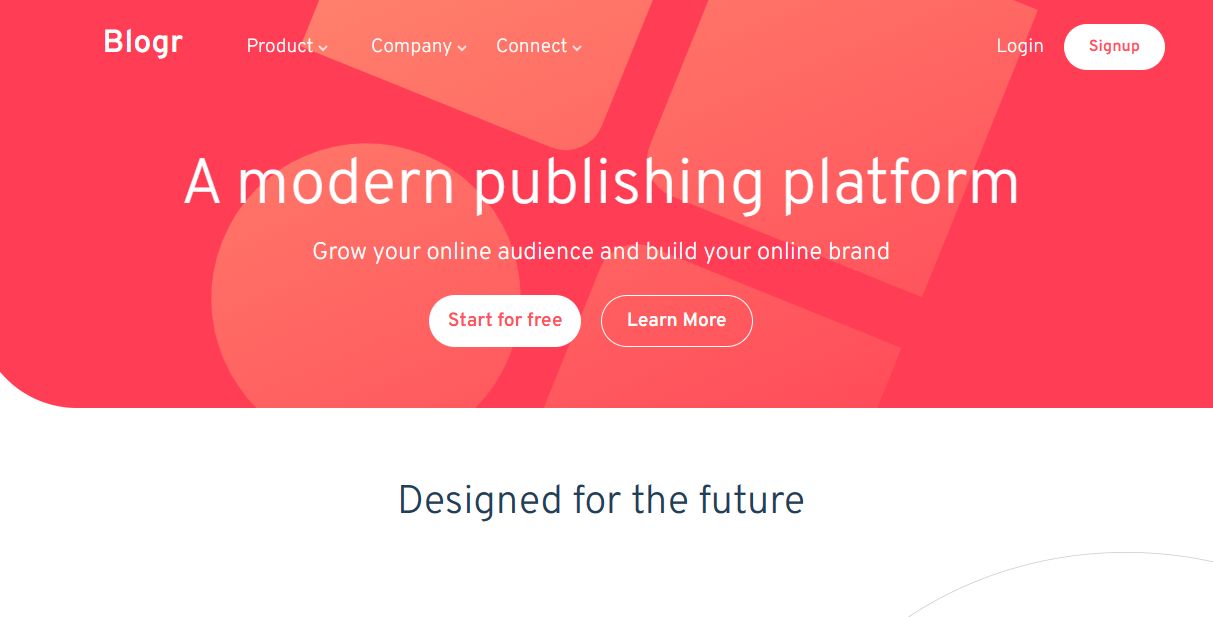 Blogr Product Company Connect Login Signup
A modern publishing platform
Grow your online audience and build your online brand
Start for free Learn More
Designed for the future